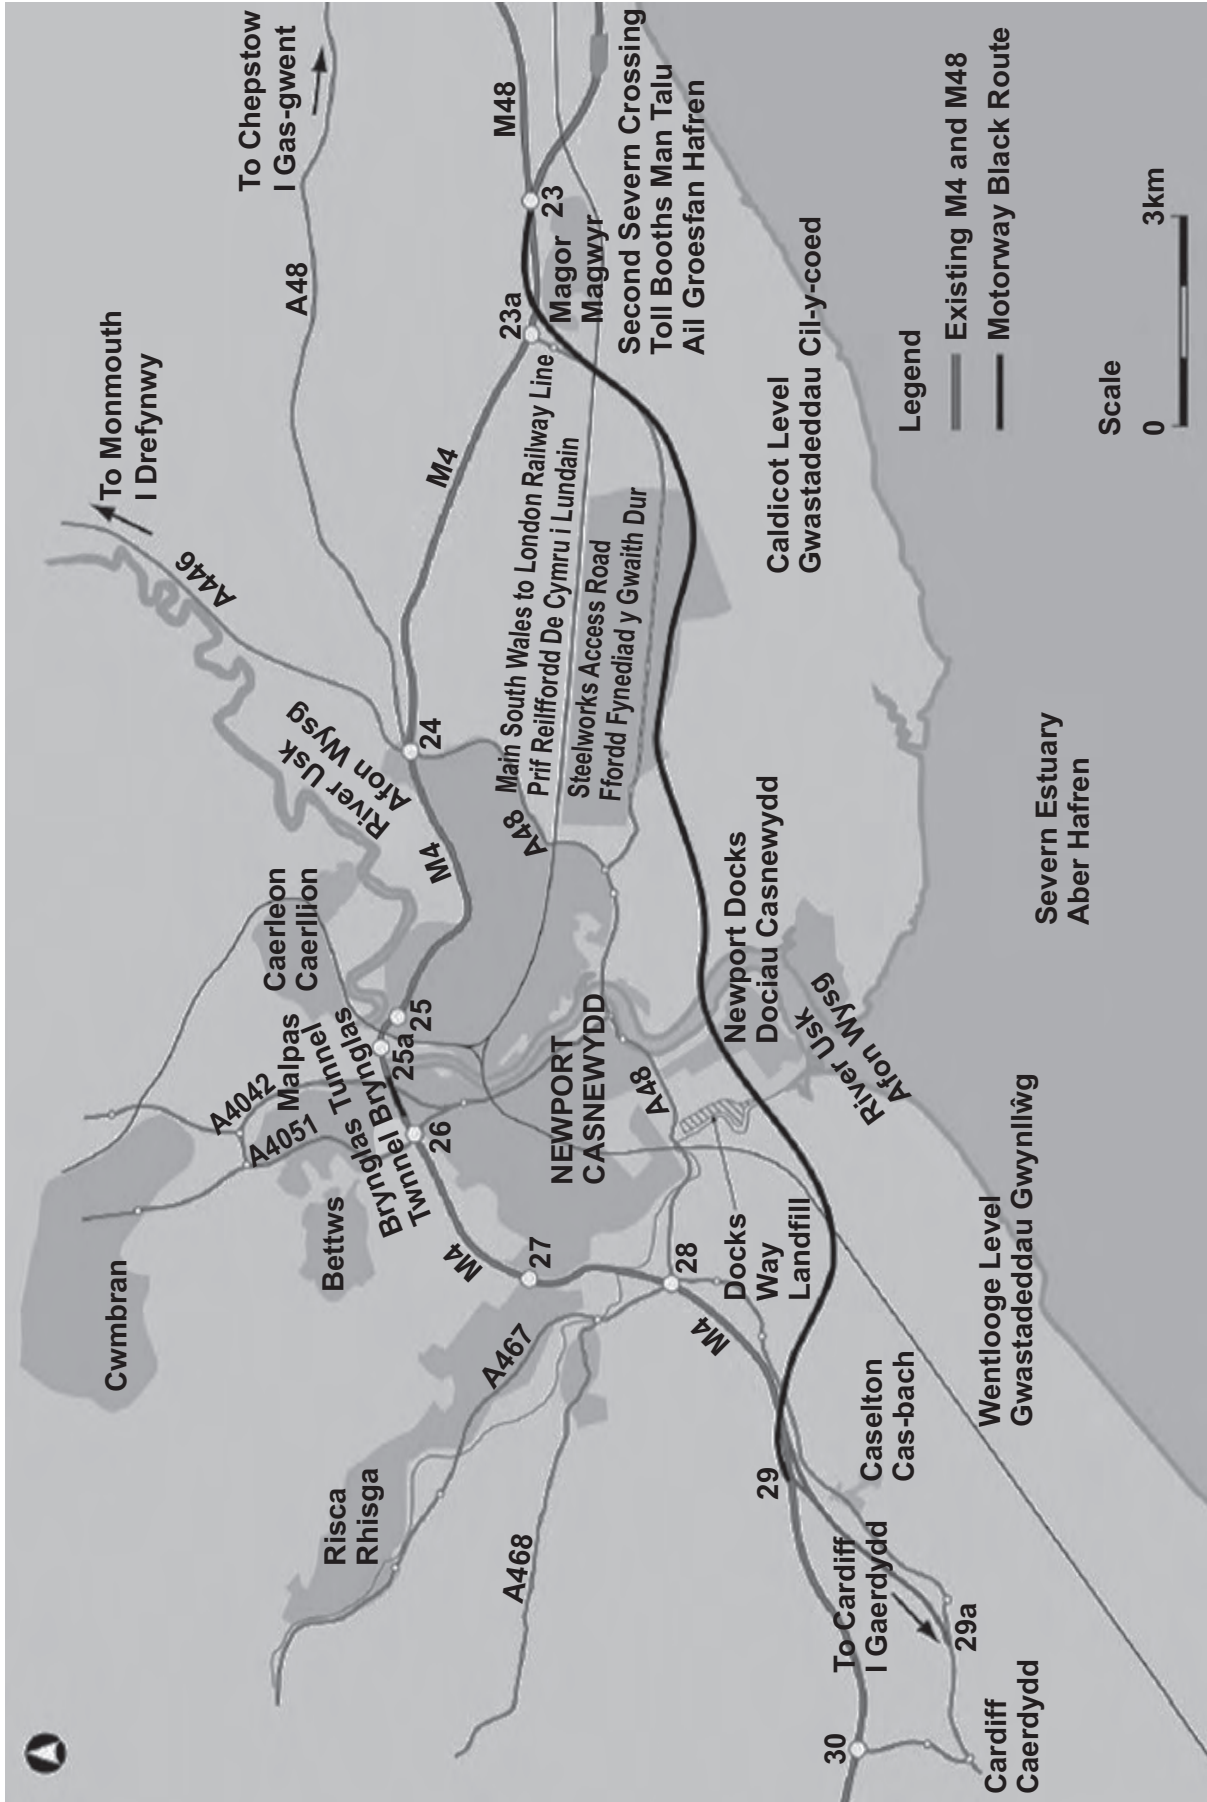 To Chepstow
I Gas-gwent
To Monmouth
I Drefynwy
A446
A48
M48
River Usk
Afon Wysg
Caerleon
Caerllion
Malpas
A4042
A4051
Brynglas Tunnel
Twnnel Brynglas
Bettws
Cwmbran
Risca
Rhisga
A467
A468
M4
M4
M4
M4
23
23a
24
25
25a
26
27
28
29
29a
30
Magor
Magwyr
Main South Wales to London Railway Line
Prif Reilffordd De Cymru i Lundain
Steelworks Access Road
Ffordd Fynediad y Gwaith Dur
A48
A48
NEWPORT
CASNEWYDD
Second Severn Crossing
Toll Booths Man Talu
Ail Groesfan Hafren
Newport Docks
Dociau Casnewydd
River Usk
Afon Wysg
Docks
Way
Landfill
Caselton
Cas-bach
To Cardiff
I Gaerdydd
Cardiff
Caerdydd
Caldicot Level
Gwastadeddau Cil-y-coed
Wentlooge Level
Gwastadeddau Gwynllŵg
Severn Estuary
Aber Hafren
Legend
Existing M4 and M48
Motorway Black Route
Scale
0
3km